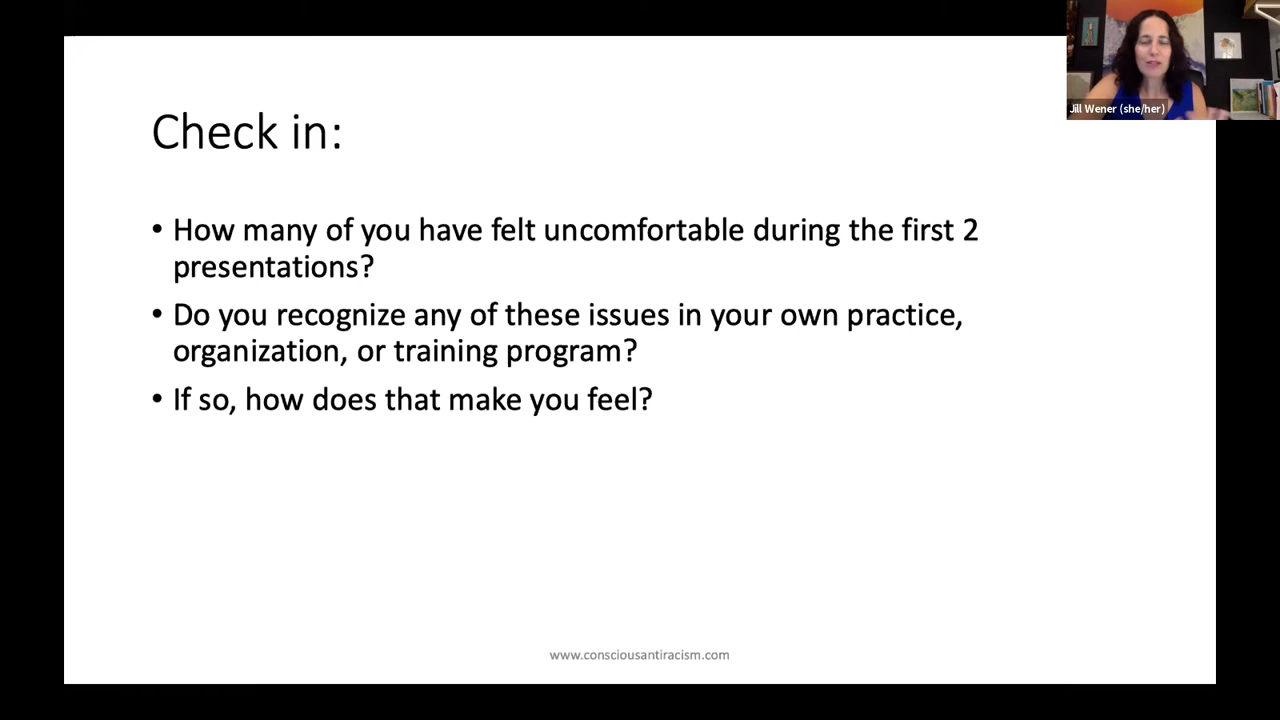 Jill Wener (she/her)
Check in:
• How many of you have felt uncomfortable during the first 2
presentations?
• Do you recognize any of these issues in your own practice,
organization, or training program?
• If so, how does that make you feel?
www.consciousantiracism.com